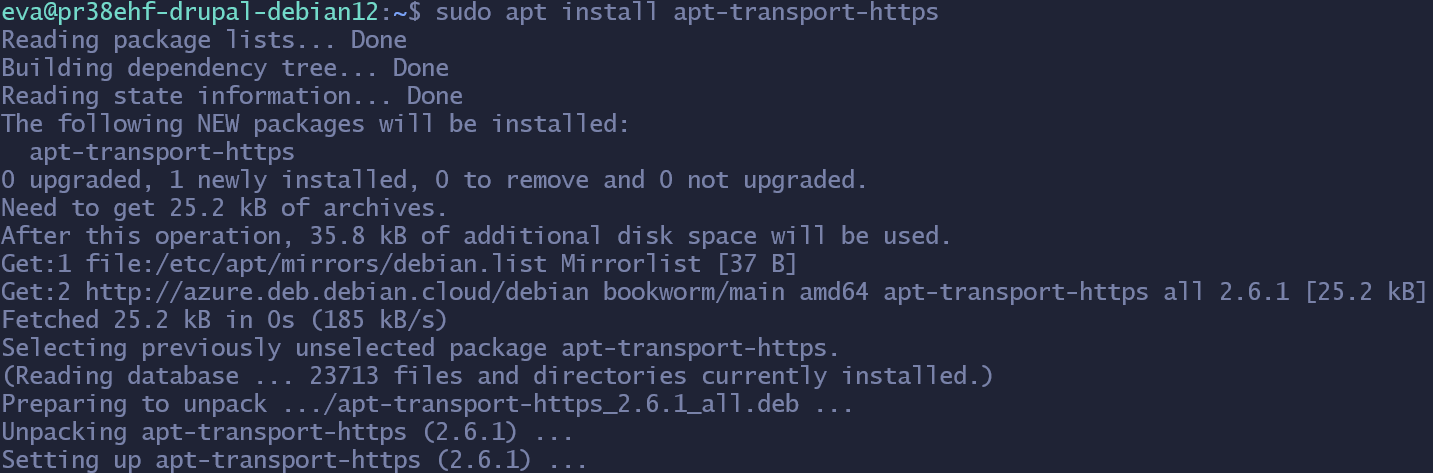 eva@pr38ehf-drupal-debian12:~$ sudo apt install apt-transport-https
Reading package lists... Done
Building dependency tree... Done
Reading state information... Done
The following NEW packages will be installed:
  apt-transport-https
0 upgraded, 1 newly installed, 0 to remove and 0 not upgraded.
Need to get 25.2 kB of archives.
After this operation, 35.8 kB of additional disk space will be used.
Get:1 file:/etc/apt/mirrors/debian.list Mirrorlist [37 B]
Get:2 http://azure.deb.debian.cloud/debian bookworm/main amd64 apt-transport-https all 2.6.1 [25.2 kB]
Fetched 25.2 kB in 0s (185 kB/s)
Selecting previously unselected package apt-transport-https.
(Reading database ... 23713 files and directories currently installed.)
Preparing to unpack .../apt-transport-https_2.6.1_all.deb ...
Unpacking apt-transport-https (2.6.1) ...
Setting up apt-transport-https (2.6.1) ...